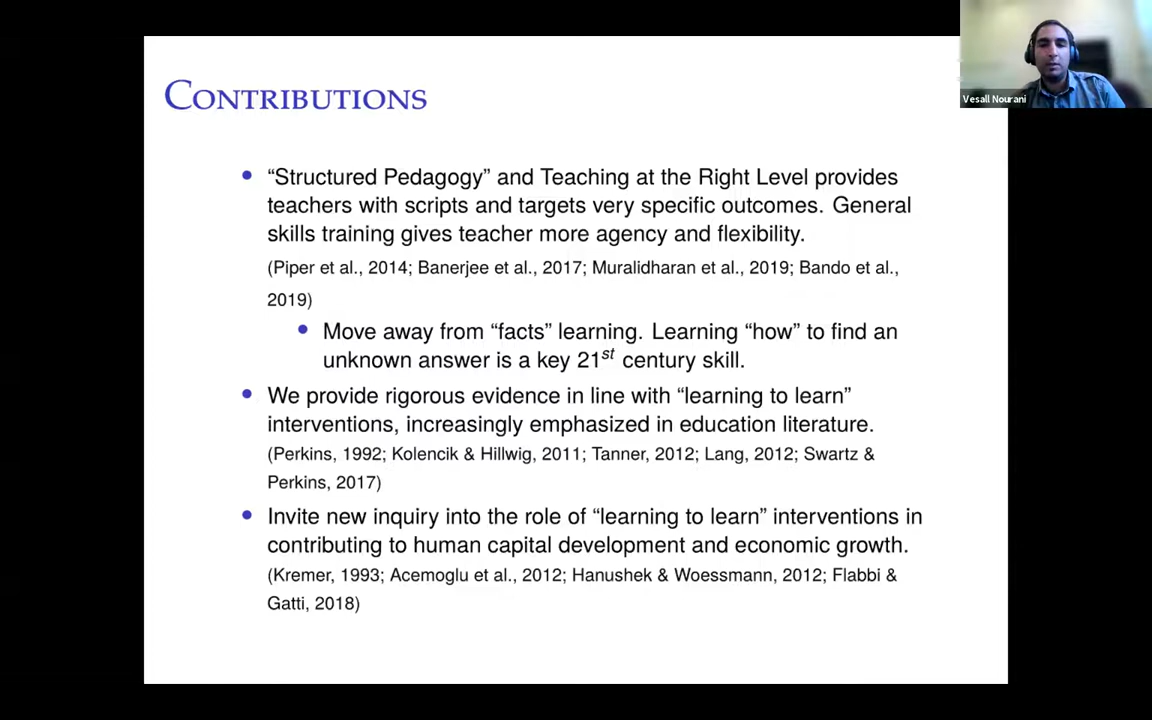 CONTRIBUTIONS
Vesall Nourani
• “Structured Pedagogy” and Teaching at the Right Level provides
teachers with scripts and targets very specific outcomes. General
skills training gives teacher more agency and flexibility.
(Piper et al., 2014; Banerjee et al., 2017; Muralidharan et al., 2019; Bando et al.,
2019)
• Move away from “facts” learning. Learning “how” to find an
unknown answer is a key 21st century skill.
• We provide rigorous evidence in line with “learning to learn”
interventions, increasingly emphasized in education literature.
(Perkins, 1992; Kolencik & Hillwig, 2011; Tanner, 2012; Lang, 2012; Swartz &
Perkins, 2017)
• Invite new inquiry into the role of “learning to learn” interventions in
contributing to human capital development and economic growth.
(Kremer, 1993; Acemoglu et al., 2012; Hanushek & Woessmann, 2012; Flabbi &
Gatti, 2018)